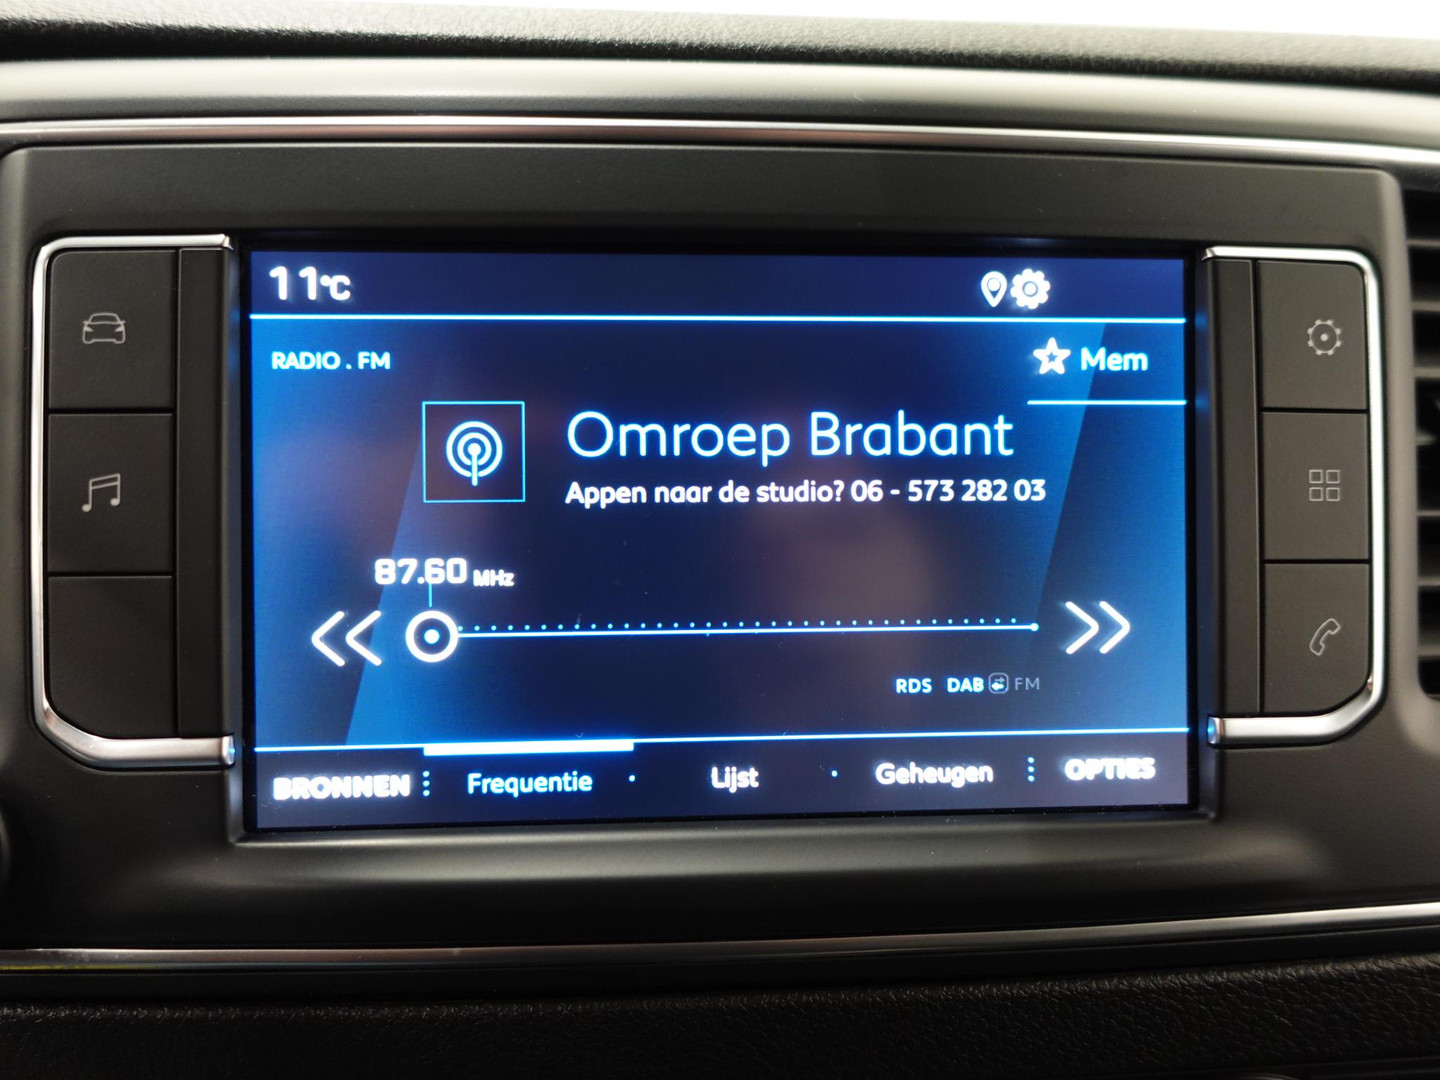 11°C
RADIO . FM
Mem
Omroep Brabant
Appen naar de studio? 06 - 573 282 03
87.60 MHz
RDS DAB FM
BRONNEN Frequentie Lijst Geheugen OPTIES